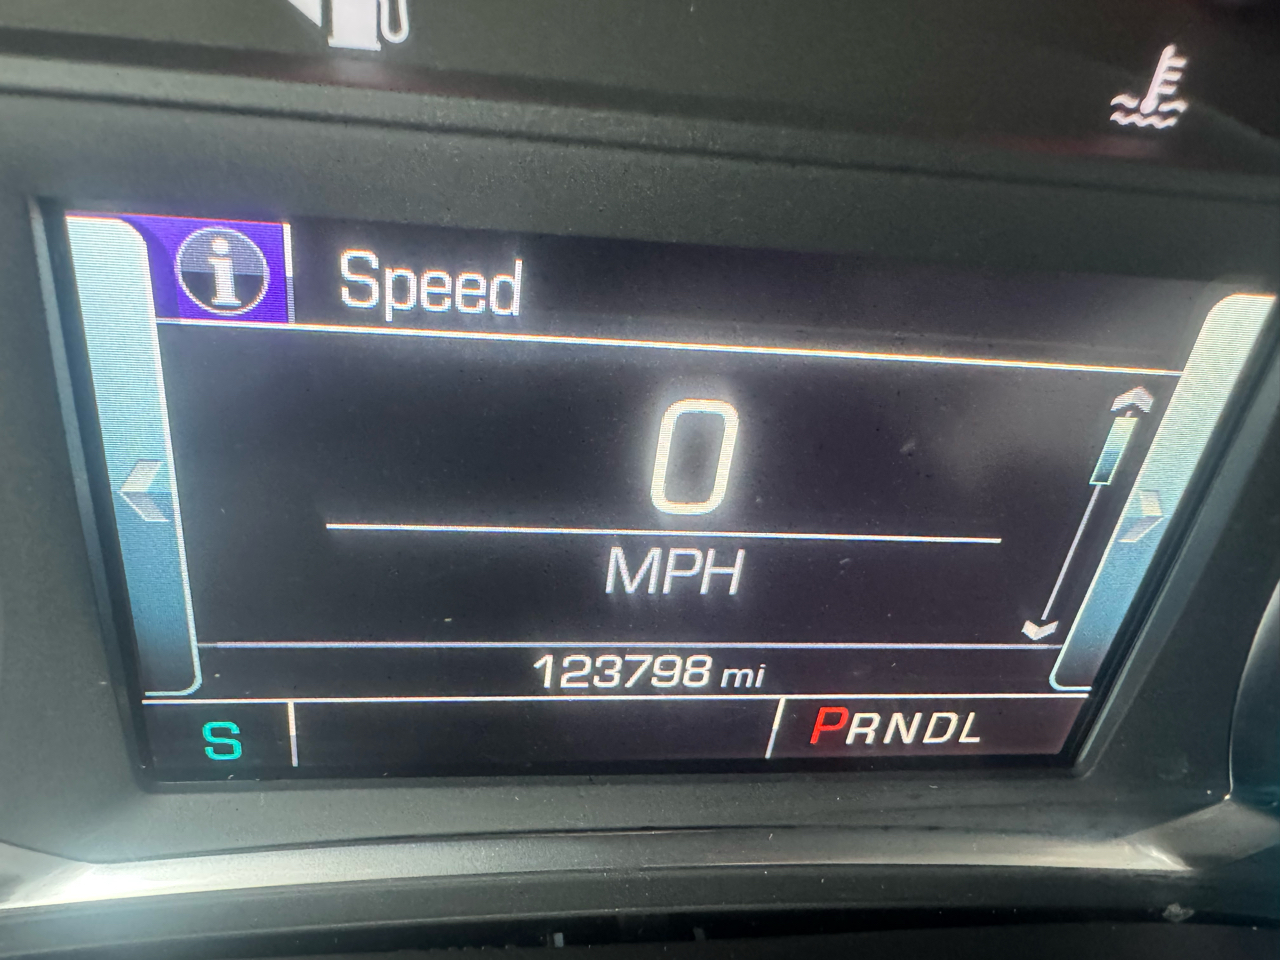 i Speed
0
MPH
123798 mi
S PRNDL